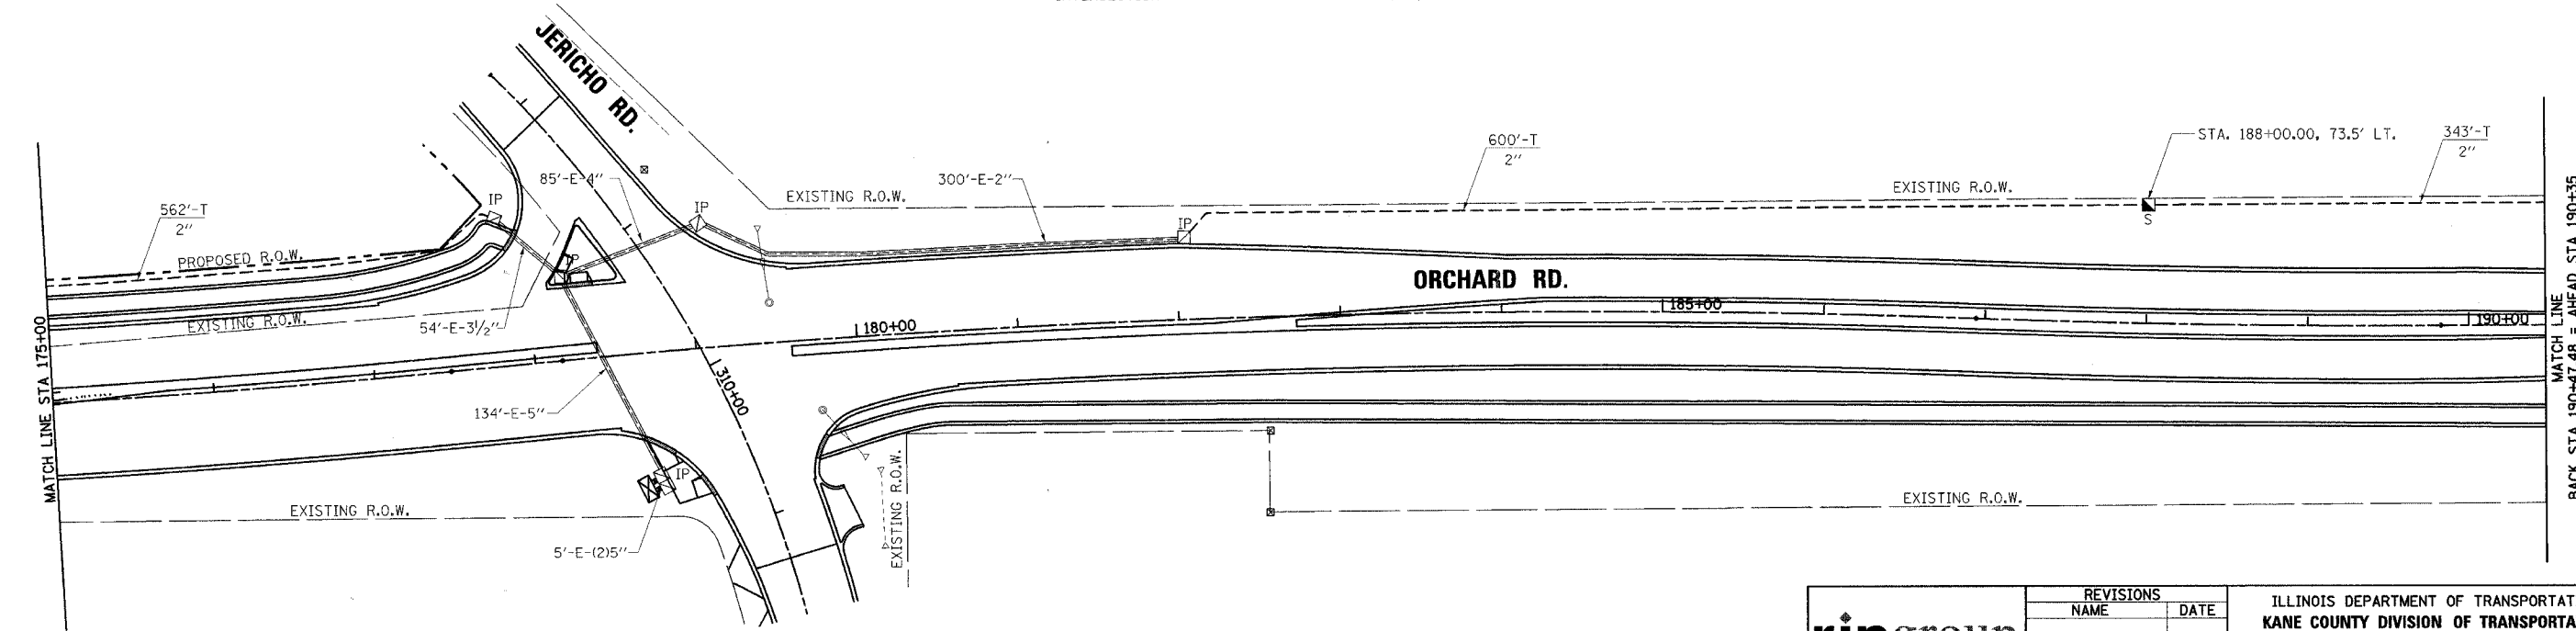 JERICHO RD.
600'-T
2"
STA. 188+00.00, 73.5' LT.
343'-T
2"
85'-E-4"
300'-E-2"
EXISTING R.O.W.
EXISTING R.O.W.
IP
IP
IP
562'-T
2"
S
PROPOSED R.O.W.
ORCHARD RD.
EXISTING R.O.W.
54'-E-3½"
180+00
185+00
190+00
MATCH LINE STA 175+00
310+00
134'-E-5"
IP
EXISTING R.O.W.
EXISTING R.O.W.
EXISTING R.O.W.
5'-E-(2)5"
MATCH LINE
BACK STA 190+47.48 = AHEAD STA 190+35
REVISIONS
NAME DATE
ILLINOIS DEPARTMENT OF TRANSPORTAT
KANE COUNTY DIVISION OF TRANSPORTA